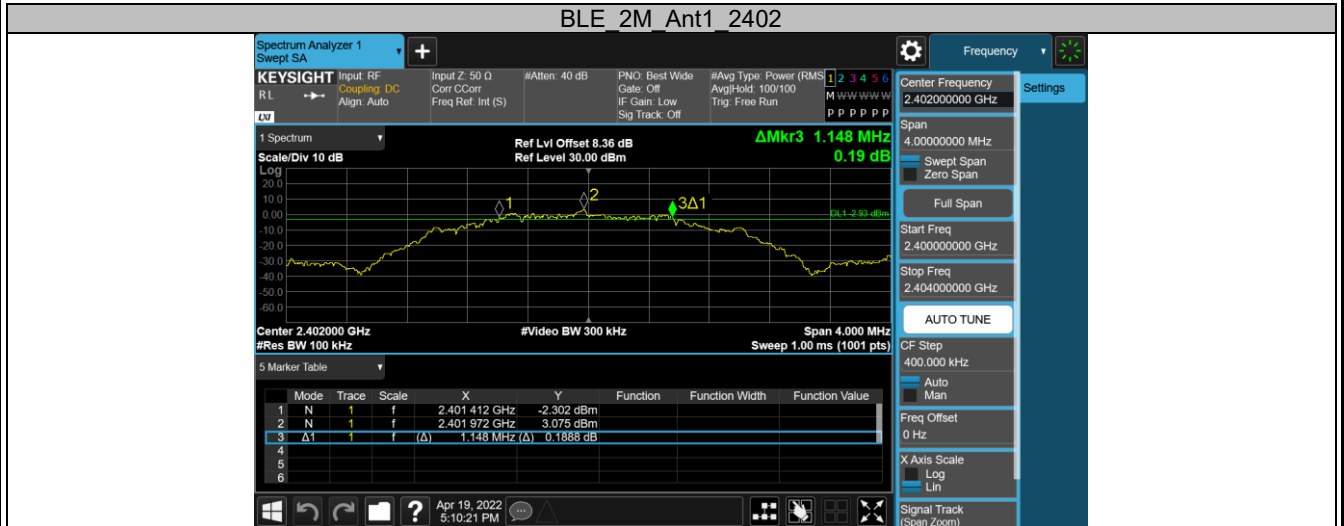 BLE_2M_Ant1_2402
Spectrum Analyzer 1
Swept SA
Frequency
KEYSIGHT
R L
LXI
Input: RF
Coupling: DC
Align: Auto
Input Z: 50 Ω
Corr CCorr
Freq Ref: Int (S)
#Atten: 40 dB
PNO: Best Wide
Gate: Off
IF Gain: Low
Sig Track: Off
#Avg Type: Power (RMS
Avg|Hold: 100/100
Trig: Free Run
1 2 3 4 5 6
M W W W W W
P P P P P P
1 Spectrum
Scale/Div 10 dB
Ref Lvl Offset 8.36 dB
Ref Level 30.00 dBm
ΔMkr3 1.148 MHz
0.19 dB
Log
20.0
10.0
0.00
-10.0
-20.0
-30.0
-40.0
-50.0
-60.0
1
2
3Δ1
DL1 -2.93 dBm
Center 2.402000 GHz
#Res BW 100 kHz
#Video BW 300 kHz
Span 4.000 MHz
Sweep 1.00 ms (1001 pts)
5 Marker Table
Mode Trace Scale X Y Function Function Width Function Value
1 N 1 f 2.401 412 GHz -2.302 dBm
2 N 1 f 2.401 972 GHz 3.075 dBm
3 Δ1 1 f (Δ) 1.148 MHz (Δ) 0.1888 dB
4
5
6
Center Frequency
2.402000000 GHz
Settings
Span
4.00000000 MHz
Swept Span
Zero Span
Full Span
Start Freq
2.400000000 GHz
Stop Freq
2.404000000 GHz
AUTO TUNE
CF Step
400.000 kHz
Auto
Man
Freq Offset
0 Hz
X Axis Scale
Log
Lin
Signal Track
(Span Zoom)
?
Apr 19, 2022
5:10:21 PM